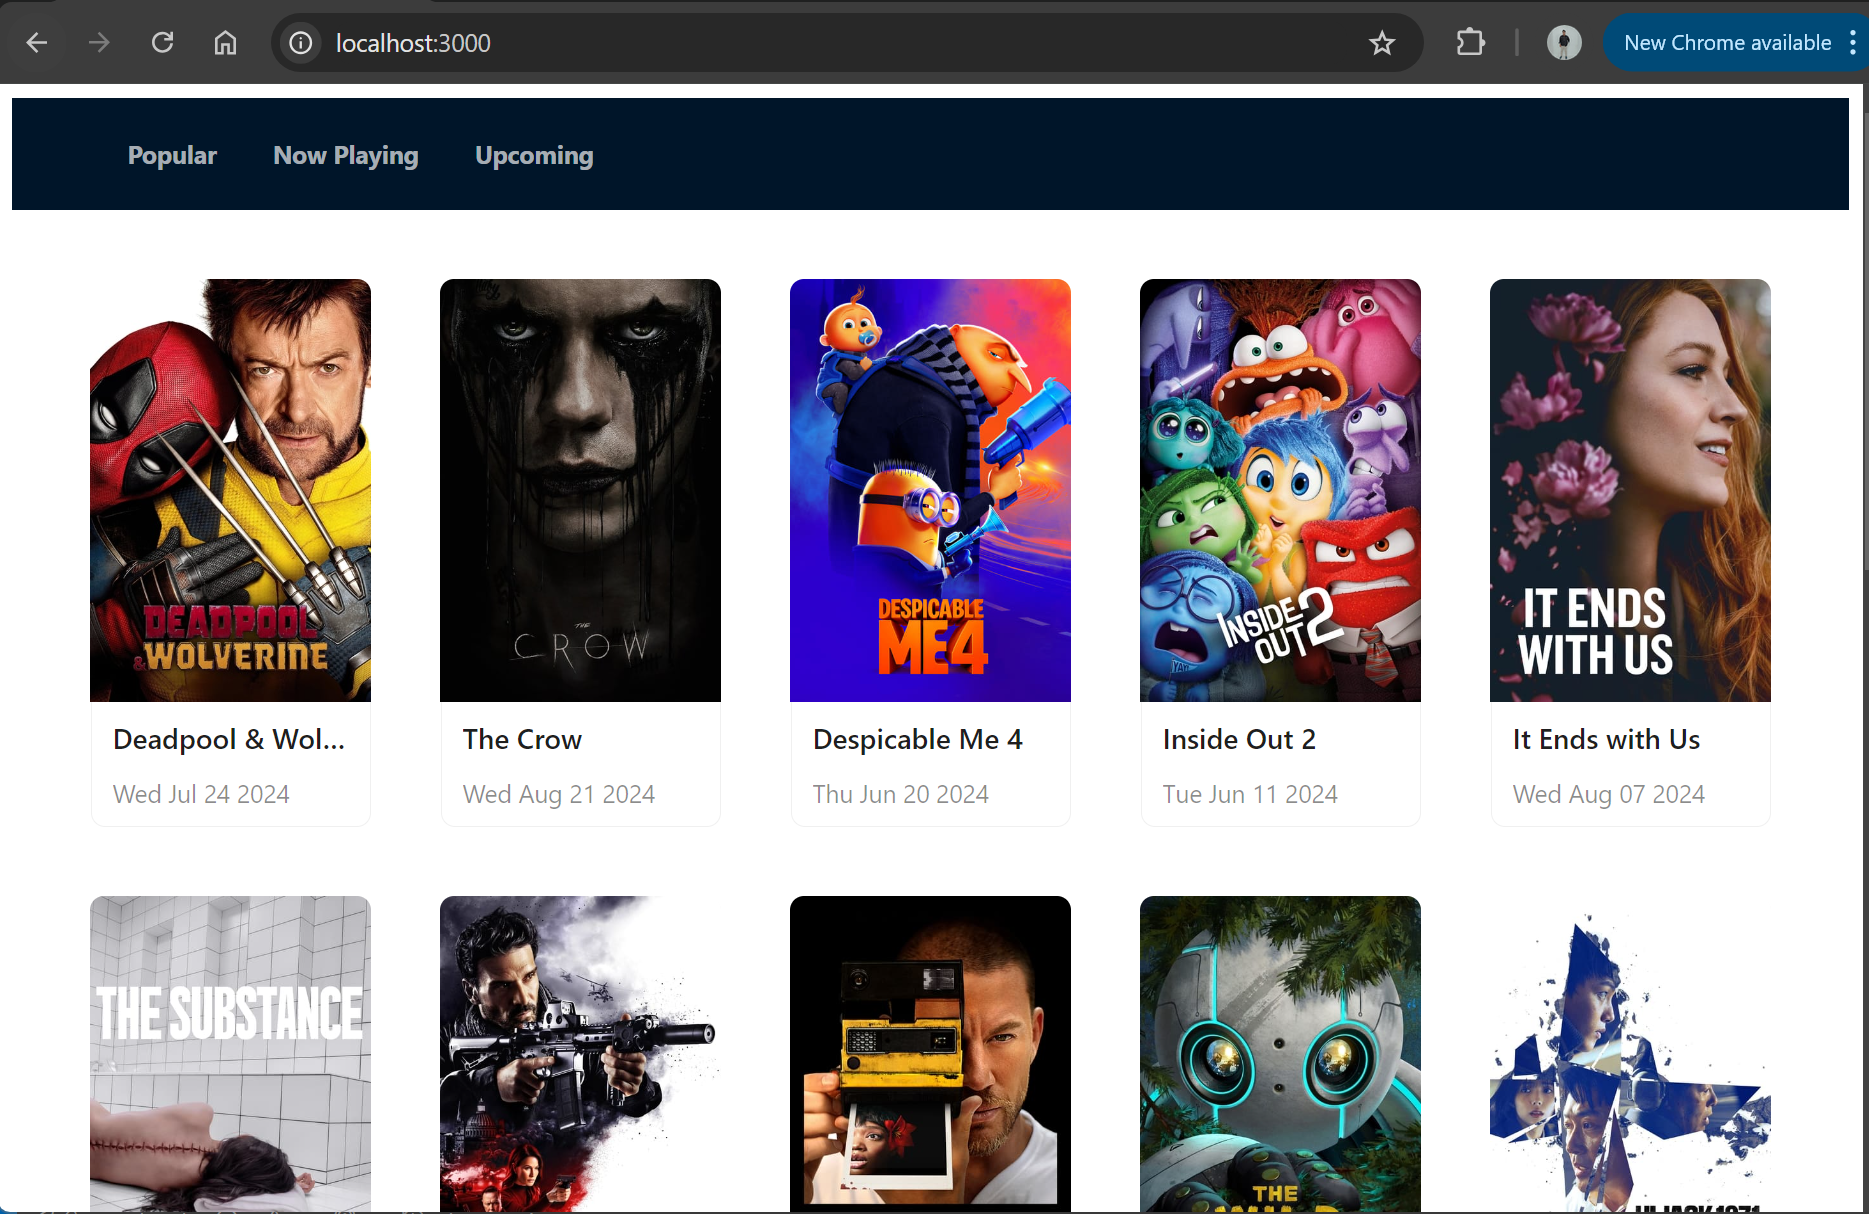 localhost:3000
New Chrome available
Popular Now Playing Upcoming
DEADPOOL
&WOLVERINE
THE
CROW
DESPICABLE
ME 4
INSIDE
OUT 2
IT ENDS
WITH US
Deadpool & Wol...
The Crow
Despicable Me 4
Inside Out 2
It Ends with Us
Wed Jul 24 2024
Wed Aug 21 2024
Thu Jun 20 2024
Tue Jun 11 2024
Wed Aug 07 2024
THE SUBSTANCE
THE